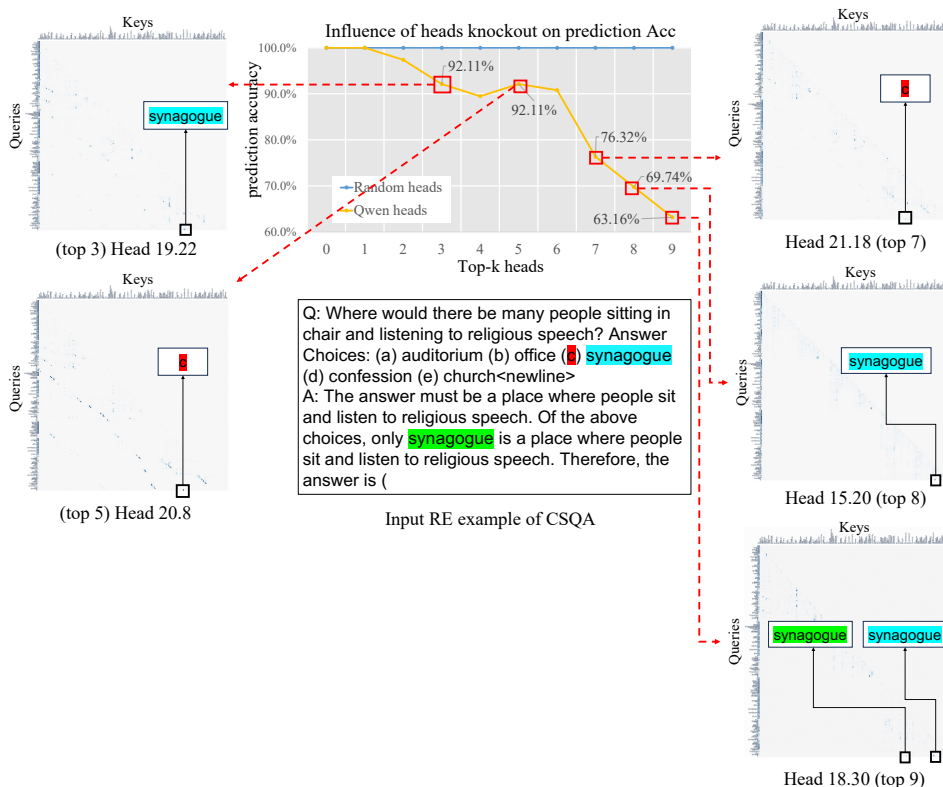 Keys
Queries
synagogue
(top 3) Head 19.22
Keys
Queries
c
(top 5) Head 20.8
Influence of heads knockout on prediction Acc
prediction accuracy
100.0%
90.0%
80.0%
70.0%
60.0%
92.11%
92.11%
76.32%
69.74%
63.16%
Random heads
Qwen heads
0 1 2 3 4 5 6 7 8 9
Top-k heads
Q: Where would there be many people sitting in
chair and listening to religious speech? Answer
Choices: (a) auditorium (b) office (c) synagogue
(d) confession (e) church<newline>
A: The answer must be a place where people sit
and listen to religious speech. Of the above
choices, only synagogue is a place where people
sit and listen to religious speech. Therefore, the
answer is (
Input RE example of CSQA
Keys
Queries
c
Head 21.18 (top 7)
Keys
Queries
synagogue
Head 15.20 (top 8)
Keys
Queries
synagogue synagogue
Head 18.30 (top 9)